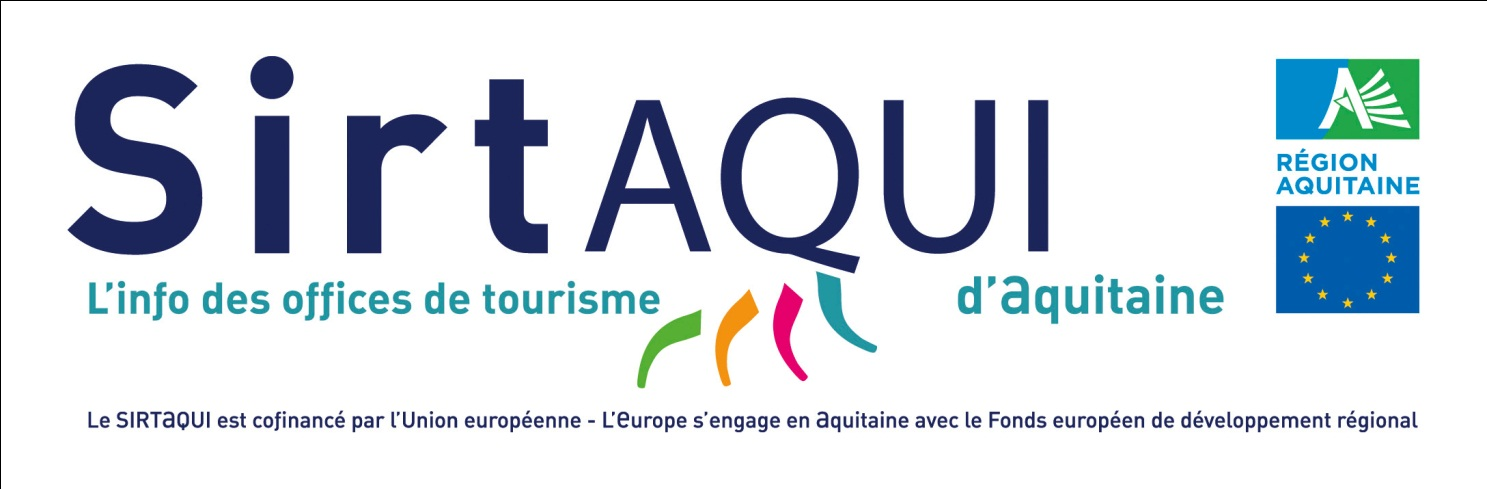 SirtAQUI
L'info des offices de tourisme d'aquitaine
RÉGION
AQUITAINE
Le SIRTaQUI est cofinancé par l'Union européenne - L'europe s'engage en aquitaine avec le Fonds européen de développement régional